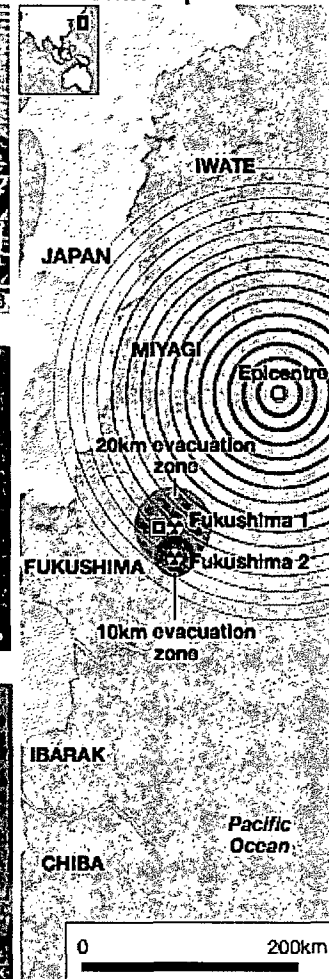 IWATE
JAPAN
MIYAGI
Epicentre
20km evacuation
zone
Fukushima 1
FUKUSHIMA
Fukushima 2
10km evacuation
zone
IBARAK
Pacific
Ocean
CHIBA
0 200km